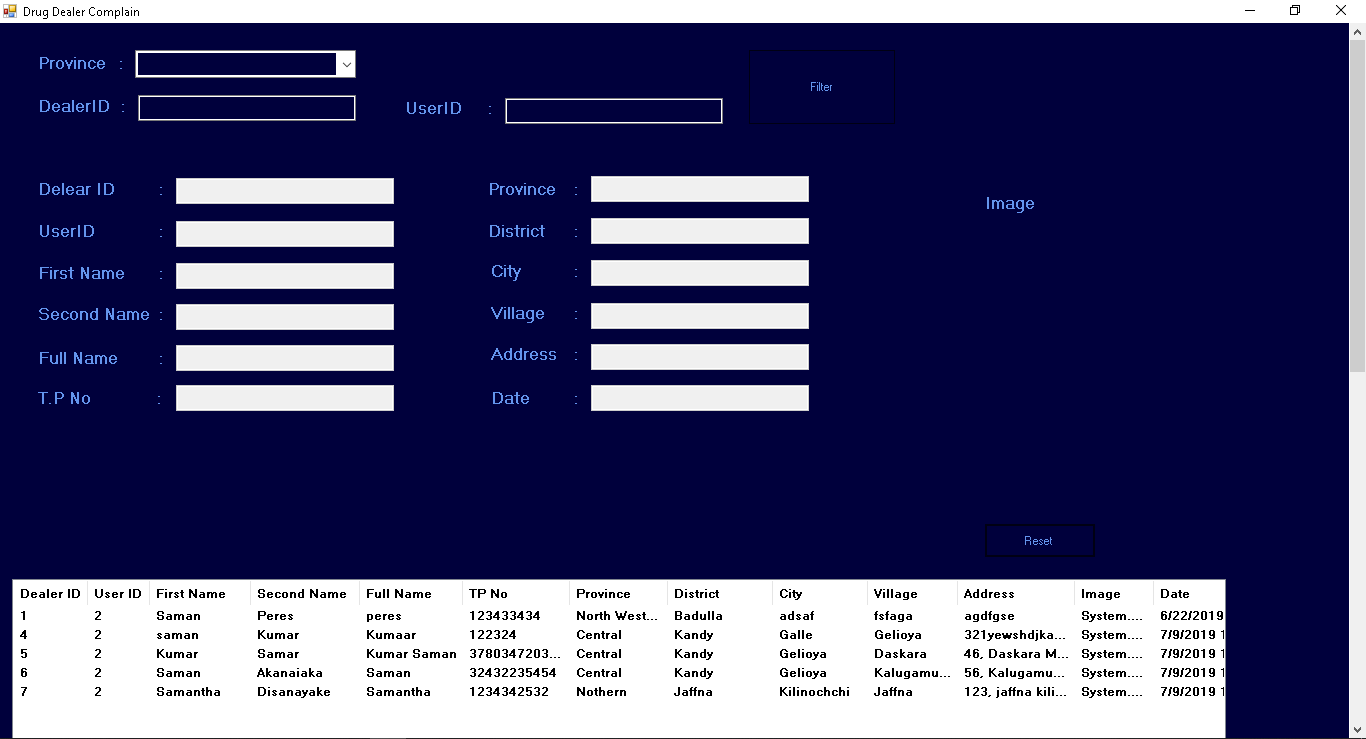 Drug Dealer Complain
Province :
DealerID : UserID : Filter
Delear ID : Province : Image
UserID : District :
First Name : City :
Second Name : Village :
Full Name : Address :
T.P No : Date :
Reset
Dealer ID User ID First Name Second Name Full Name TP No Province District City Village Address Image Date
1 2 Saman Peres peres 123433434 North West... Badulla adsaf fsfaga agdfgse System.... 6/22/2019
4 2 saman Kumar Kumaar 122324 Central Kandy Galle Gelioya 321yewshdjka... System.... 7/9/2019 1
5 2 Kumar Samar Kumar Saman 3780347203... Central Kandy Gelioya Daskara 46, Daskara M... System.... 7/9/2019 1
6 2 Saman Akanaiaka Saman 32432235454 Central Kandy Gelioya Kalugamu... 56, Kalugamu... System.... 7/9/2019 1
7 2 Samantha Disanayake Samantha 1234342532 Nothern Jaffna Kilinochchi Jaffna 123, jaffna kili... System.... 7/9/2019 1